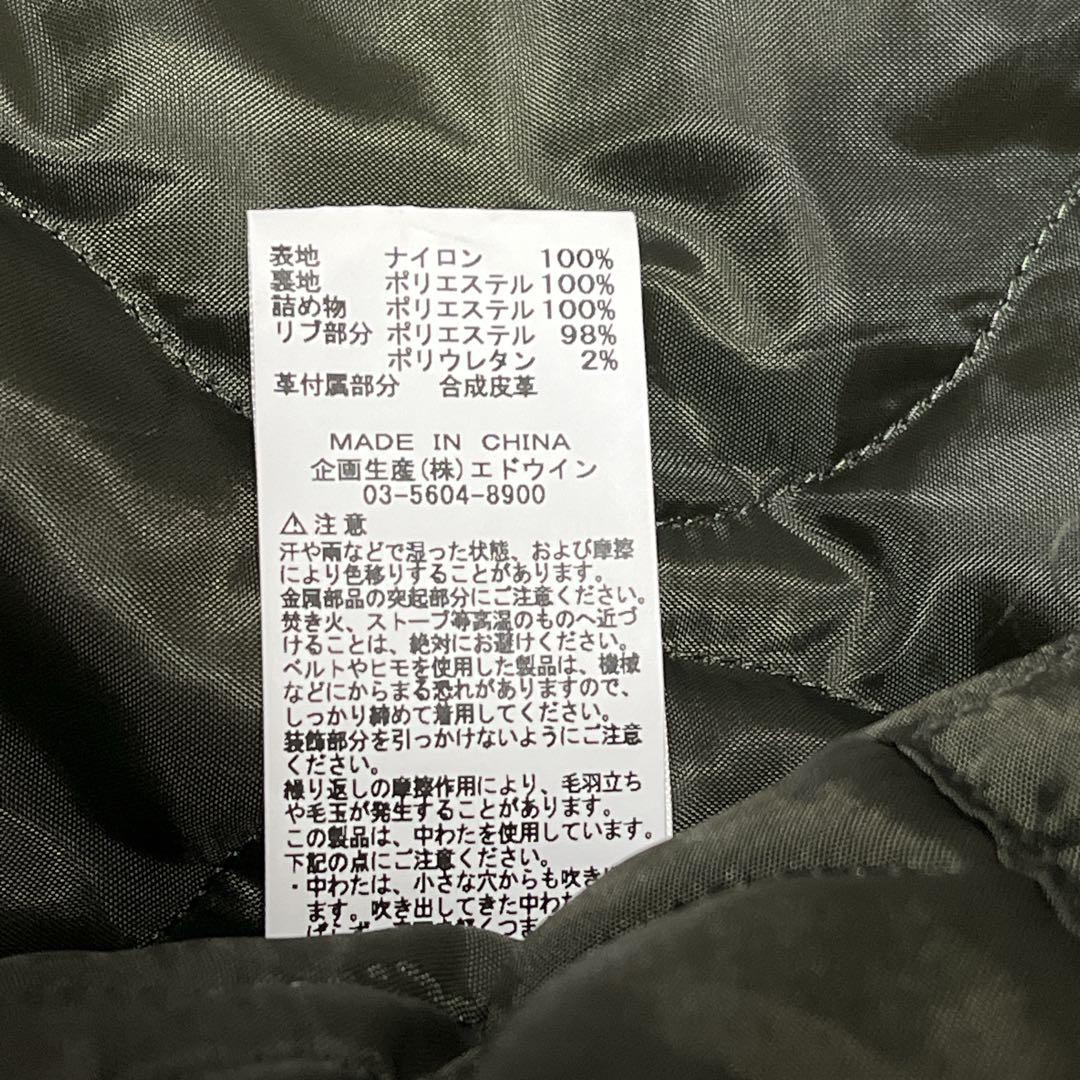 表地 ナイロン 100%
裏地 ポリエステル 100%
詰め物 ポリエステル 100%
リブ部分 ポリエステル 98%
ポリウレタン 2%
革付属部分 合成皮革
MADE IN CHINA
企画生産(株)エドウイン
03-5604-8900
⚠注意
汗や雨などで湿った状態、および摩擦
により色移りすることがあります。
金属部品の突起部分にご注意ください。
焚き火、ストーブ等高温のものへ近づ
けることは、絶対にお避けください。
ベルトやヒモを使用した製品は、機械
などにからまる恐れがありますので、
しっかり締めて着用してください。
装飾部分を引っかけないようにご注意
ください。
繰り返しの摩擦作用により、毛羽立ち
や毛玉が発生することがあります。
この製品は、中わたを使用しています。
下記の点にご注意ください。
・中わたは、小さな穴からも吹き
ます。吹き出してきた中わ